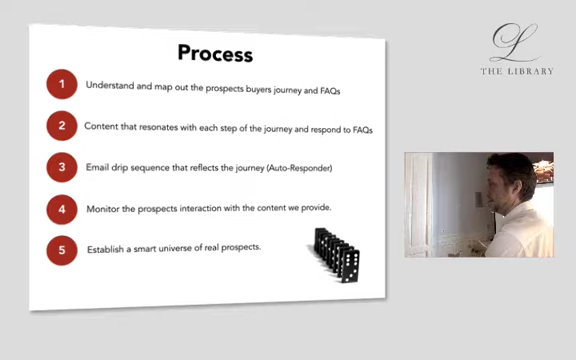 Process
1 Understand and map out the prospects buyers journey and FAQs
2 Content that resonates with each step of the journey and respond to FAQs
3 Email drip sequence that reflects the journey (Auto-Responder)
4 Monitor the prospects interaction with the content we provide.
5 Establish a smart universe of real prospects.
L
THE LIBRARY